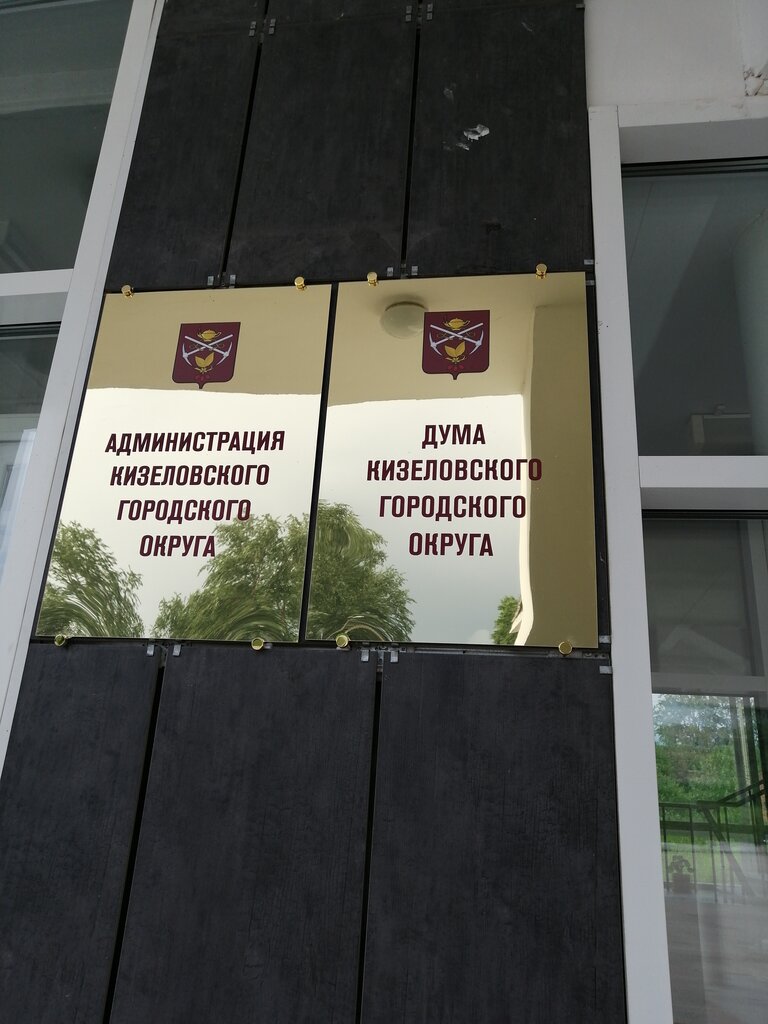 АДМИНИСТРАЦИЯ
КИЗЕЛОВСКОГО
ГОРОДСКОГО
ОКРУГА
ДУМА
КИЗЕЛОВСКОГО
ГОРОДСКОГО
ОКРУГА